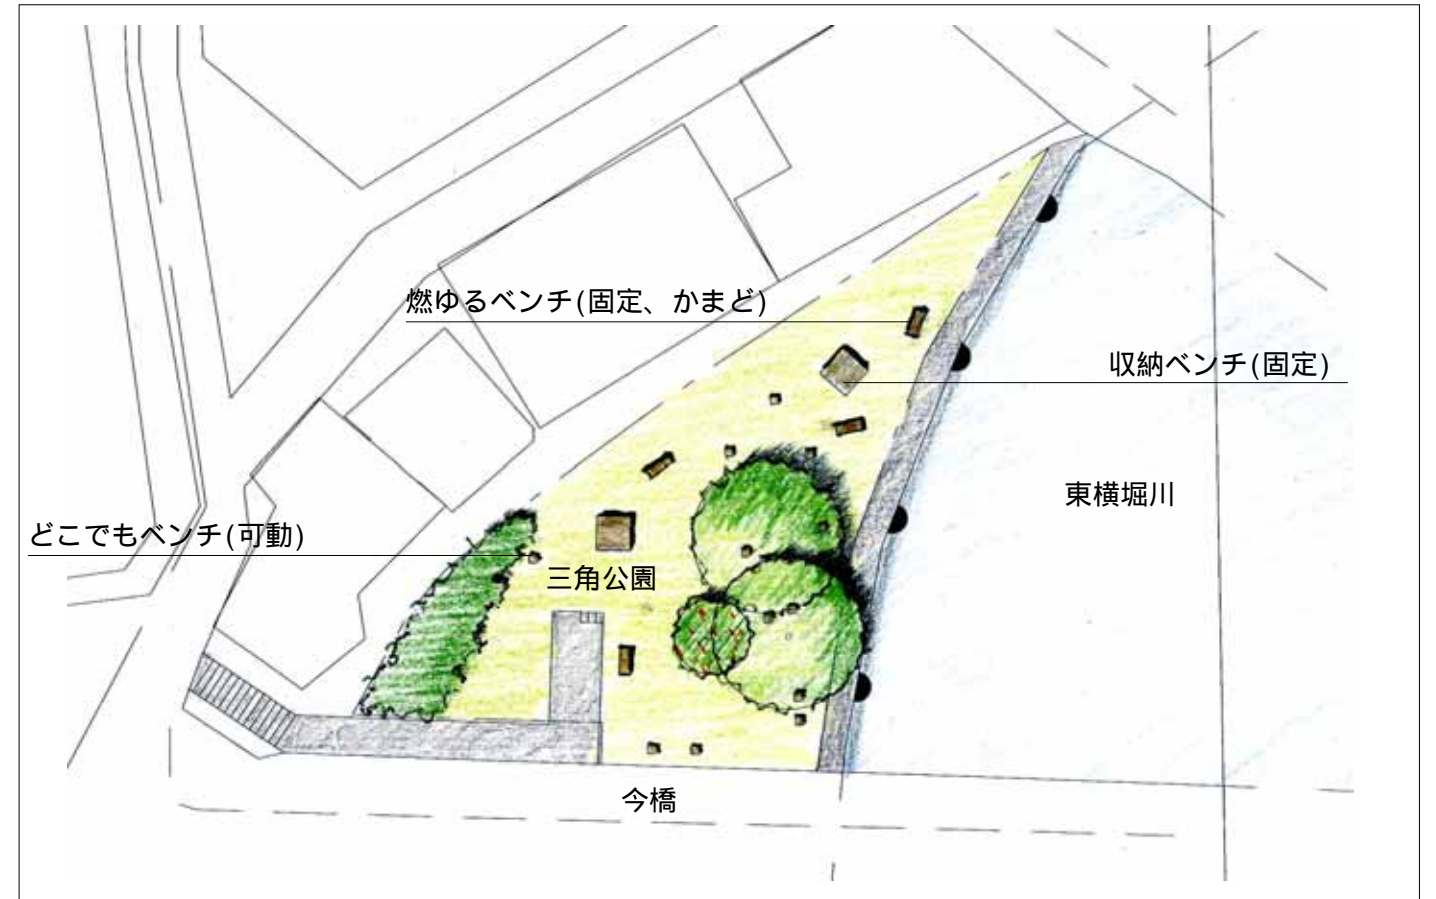 燃ゆるベンチ(固定、かまど)
収納ベンチ(固定)
東横堀川
どこでもベンチ(可動)
三角公園
今橋